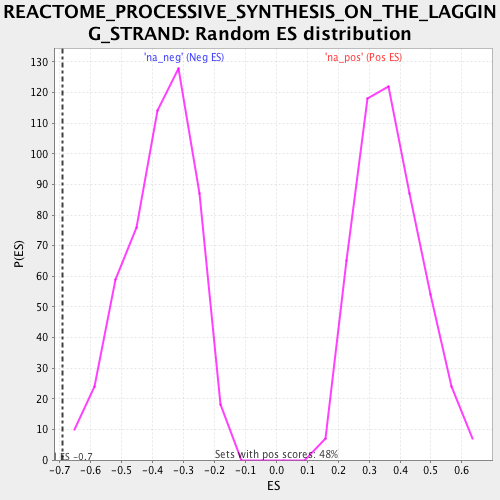 REACTOME_PROCESSIVE_SYNTHESIS_ON_THE_LAGGIN
G_STRAND: Random ES distribution
'na_neg' (Neg ES) 'na_pos' (Pos ES)
130
120
110
100
90
80
70
60
50
40
30
20
10
0
P(ES)
ES -0.7
Sets with pos scores: 48%
-0.7 -0.6 -0.5 -0.4 -0.3 -0.2 -0.1 0.0 0.1 0.2 0.3 0.4 0.5 0.6
ES